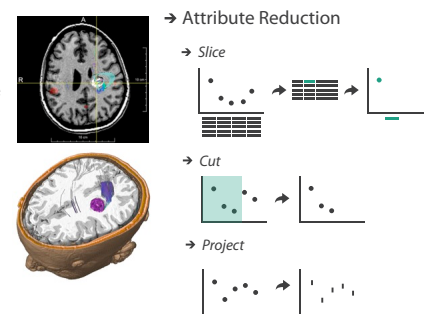 A
R
→ Attribute Reduction
→ Slice
→ Cut
→ Project